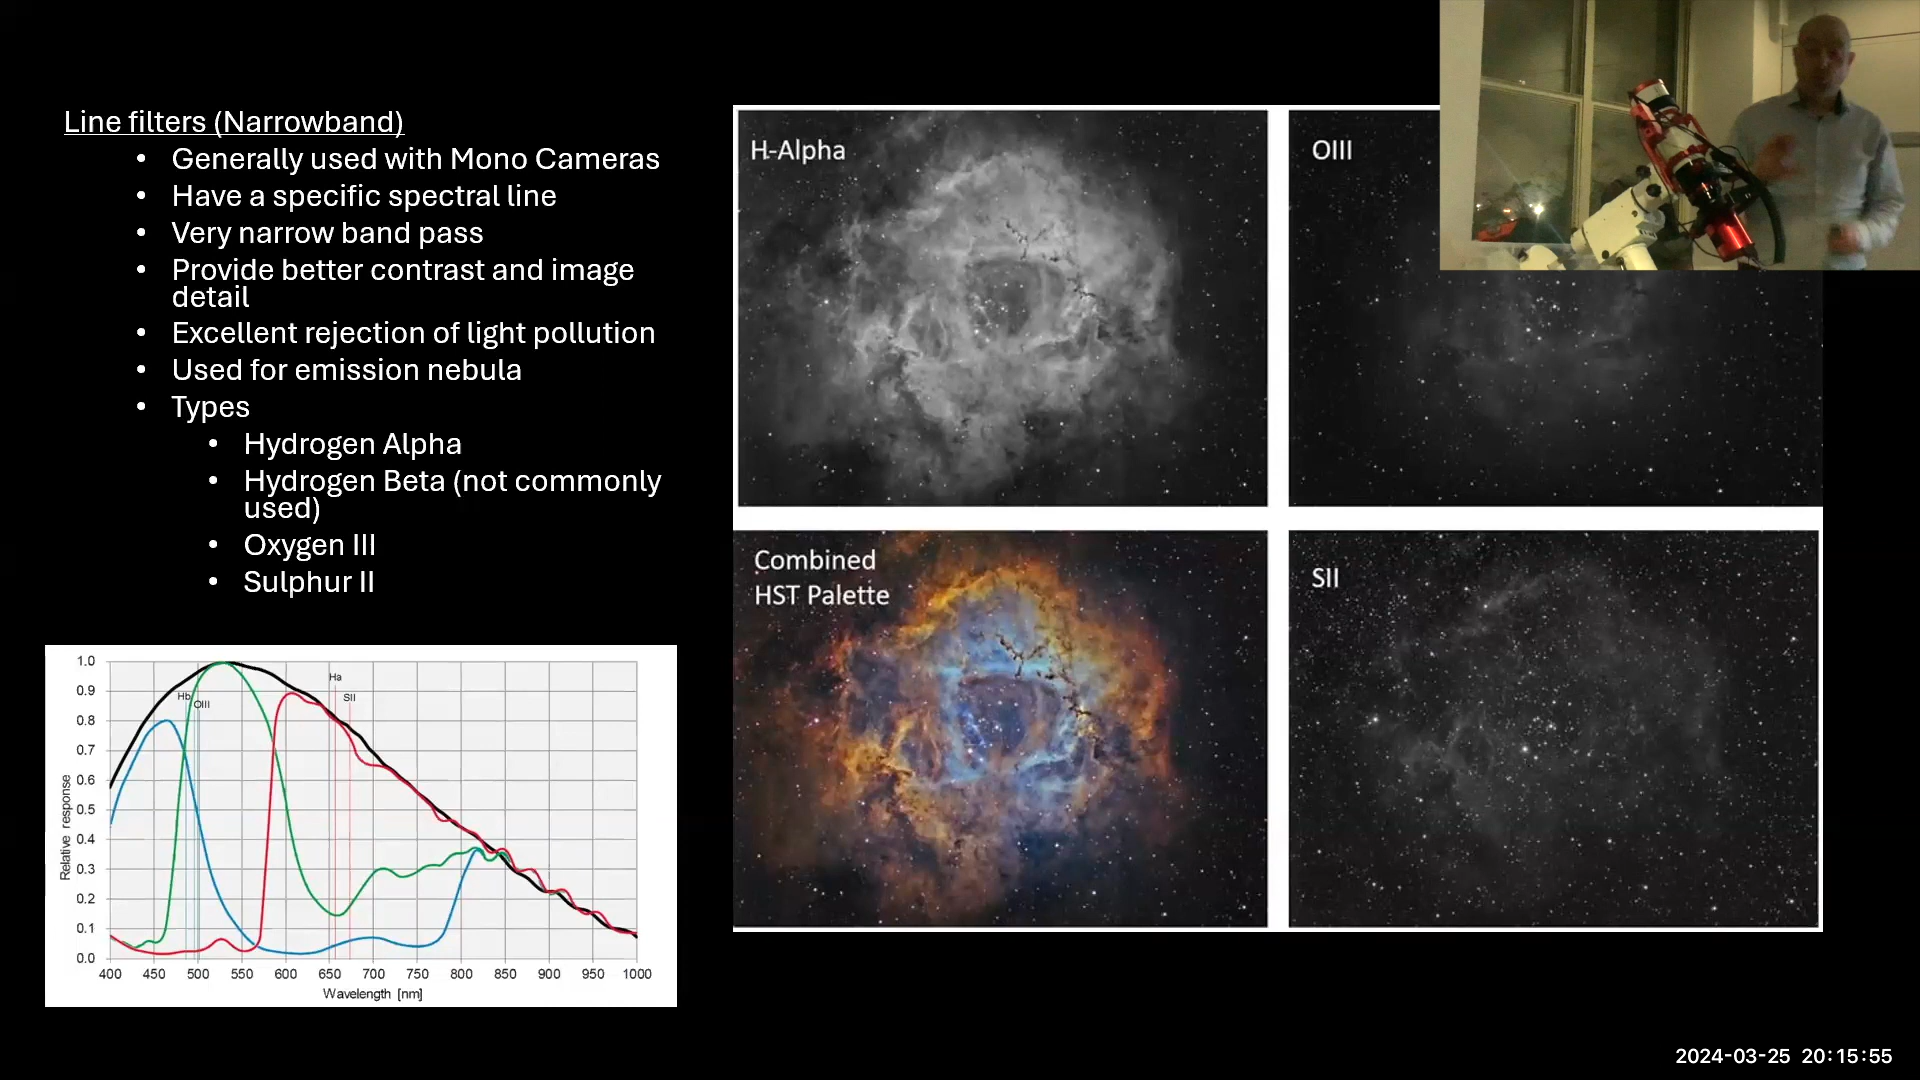 Line filters (Narrowband)
• Generally used with Mono Cameras
• Have a specific spectral line
• Very narrow band pass
• Provide better contrast and image
detail
• Excellent rejection of light pollution
• Used for emission nebula
• Types
• Hydrogen Alpha
• Hydrogen Beta (not commonly
used)
• Oxygen III
• Sulphur II
H-Alpha
OIII
Combined
HST Palette
SII
Relative response
1.0
0.9
0.8
0.7
0.6
0.5
0.4
0.3
0.2
0.1
0.0
Hb
OIII
Ha
SII
400 450 500 550 600 650 700 750 800 850 900 950 1000
Wavelength [nm]
2024-03-25 20:15:55